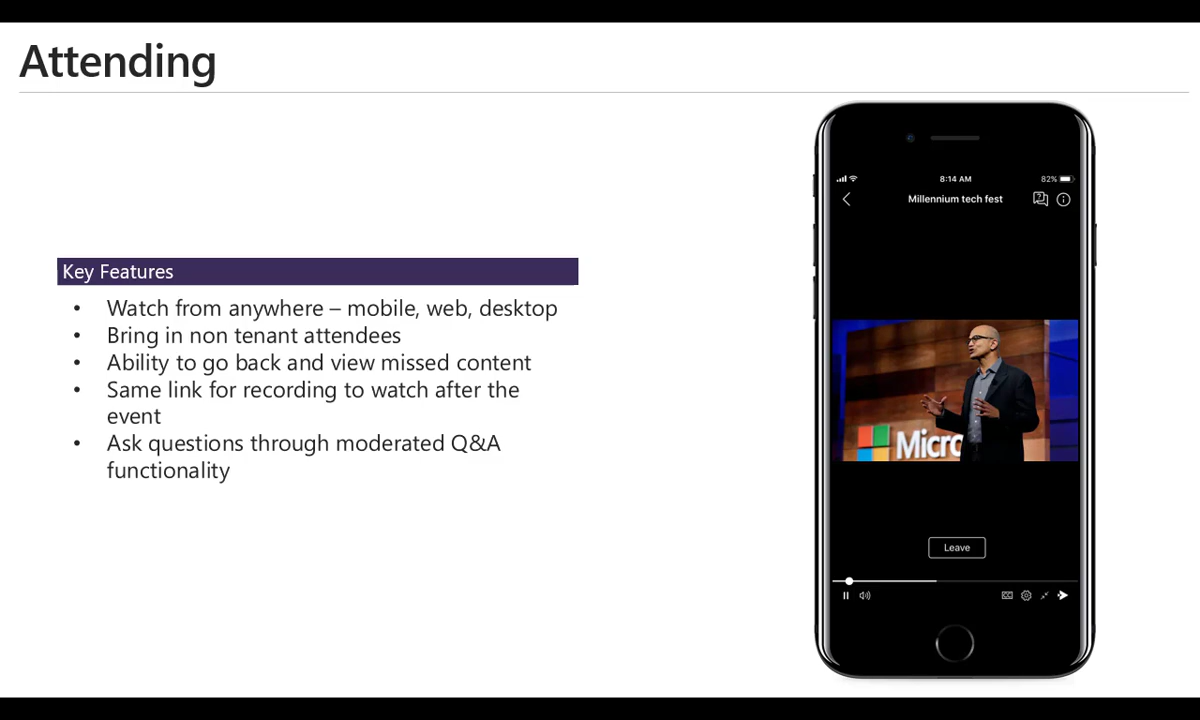 Attending
Key Features
• Watch from anywhere – mobile, web, desktop
• Bring in non tenant attendees
• Ability to go back and view missed content
• Same link for recording to watch after the
event
• Ask questions through moderated Q&A
functionality
8:14 AM
82%
Millennium tech fest
Micro
Leave
CC